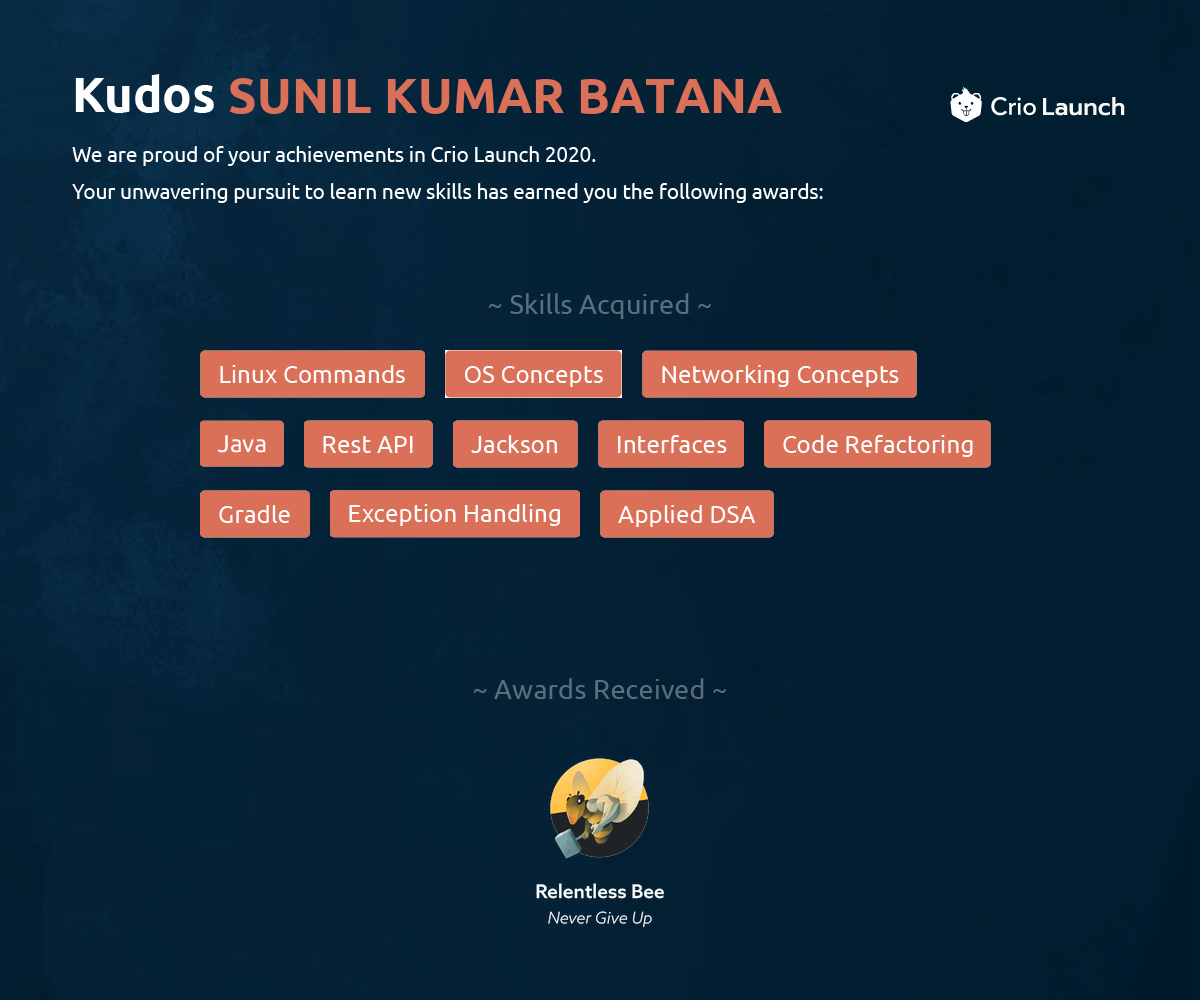 Kudos SUNIL KUMAR BATANA
Crio Launch
We are proud of your achievements in Crio Launch 2020.
Your unwavering pursuit to learn new skills has earned you the following awards:
~ Skills Acquired ~
Linux Commands OS Concepts Networking Concepts
Java Rest API Jackson Interfaces Code Refactoring
Gradle Exception Handling Applied DSA
~ Awards Received ~
Relentless Bee
Never Give Up